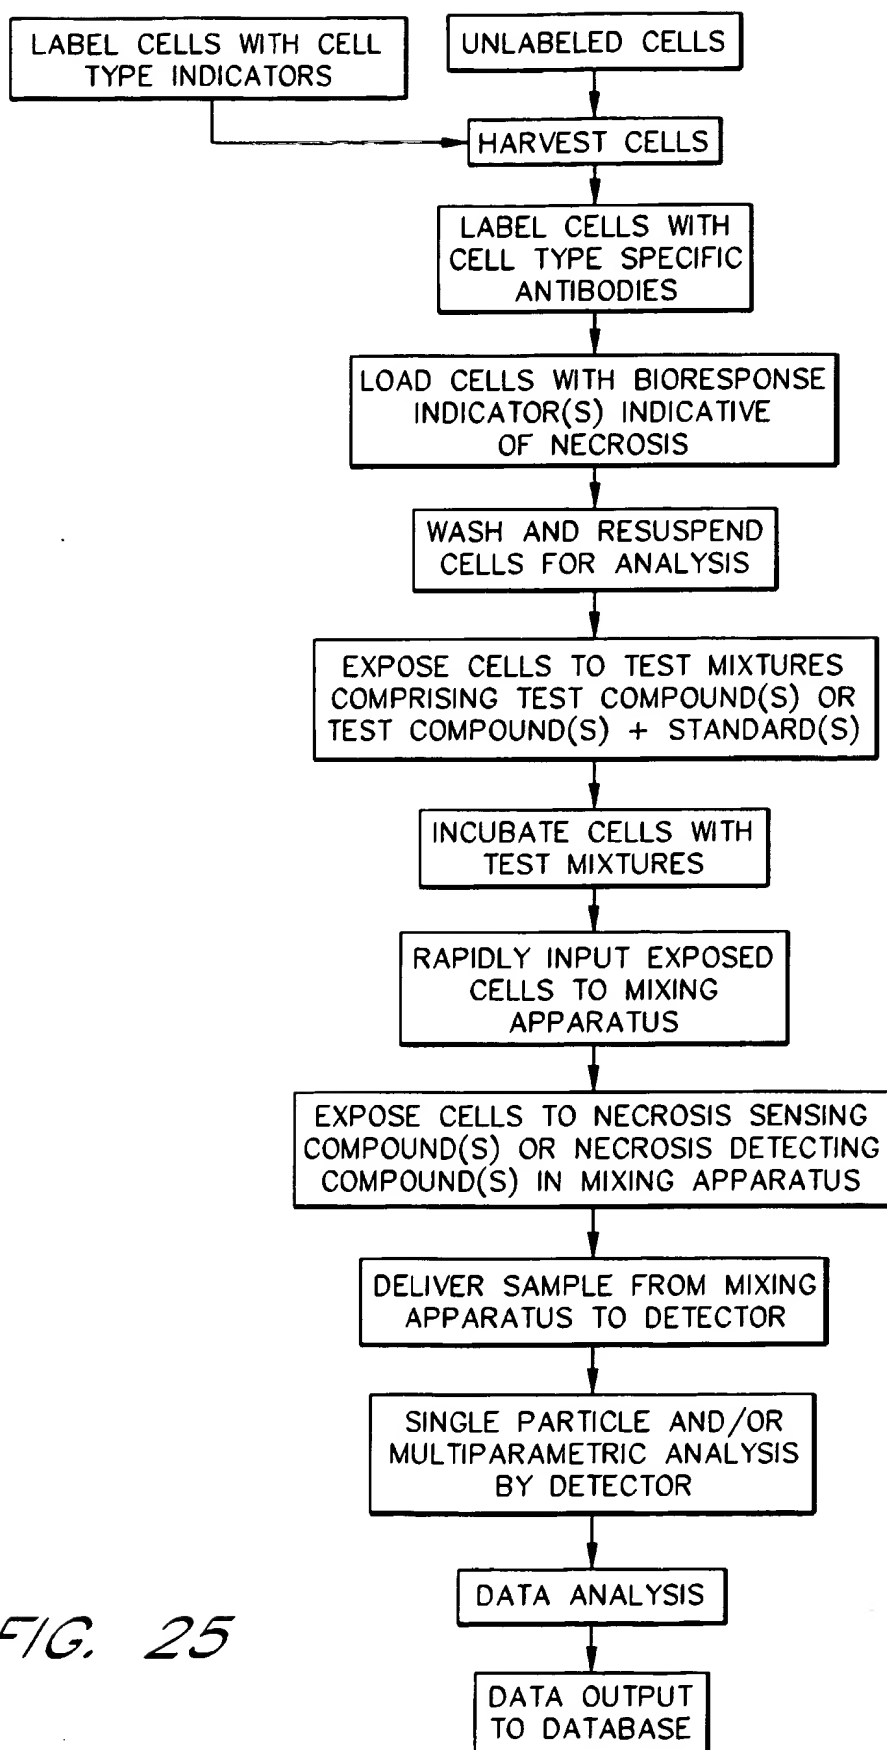 LABEL CELLS WITH CELL
TYPE INDICATORS
UNLABELED CELLS
HARVEST CELLS
LABEL CELLS WITH
CELL TYPE SPECIFIC
ANTIBODIES
LOAD CELLS WITH BIORESPONSE
INDICATOR(S) INDICATIVE
OF NECROSIS
WASH AND RESUSPEND
CELLS FOR ANALYSIS
EXPOSE CELLS TO TEST MIXTURES
COMPRISING TEST COMPOUND(S) OR
TEST COMPOUND(S) + STANDARD(S)
INCUBATE CELLS WITH
TEST MIXTURES
RAPIDLY INPUT EXPOSED
CELLS TO MIXING
APPARATUS
EXPOSE CELLS TO NECROSIS SENSING
COMPOUND(S) OR NECROSIS DETECTING
COMPOUND(S) IN MIXING APPARATUS
DELIVER SAMPLE FROM MIXING
APPARATUS TO DETECTOR
SINGLE PARTICLE AND/OR
MULTIPARAMETRIC ANALYSIS
BY DETECTOR
DATA ANALYSIS
DATA OUTPUT
TO DATABASE
FIG. 25